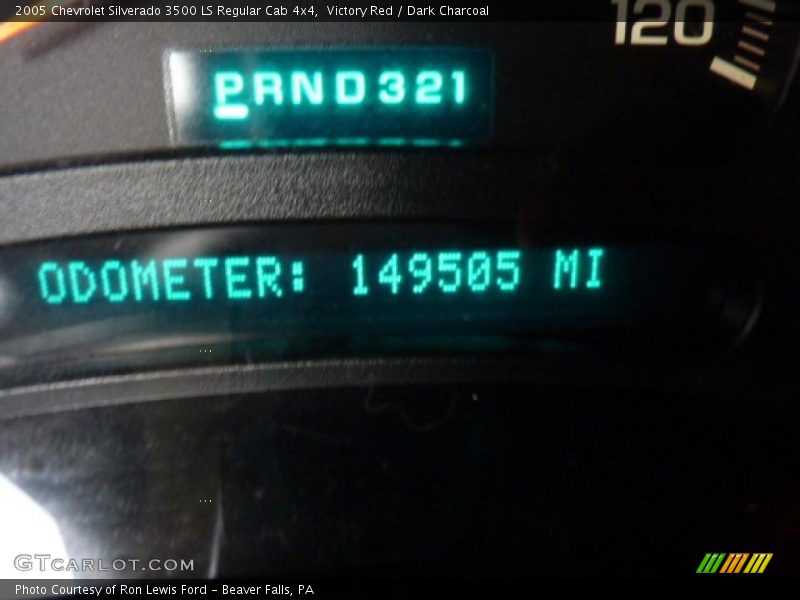 2005 Chevrolet Silverado 3500 LS Regular Cab 4x4, Victory Red / Dark Charcoal
120
PRND321
ODOMETER: 149505 MI
GTCARLOT.COM
Photo Courtesy of Ron Lewis Ford - Beaver Falls, PA